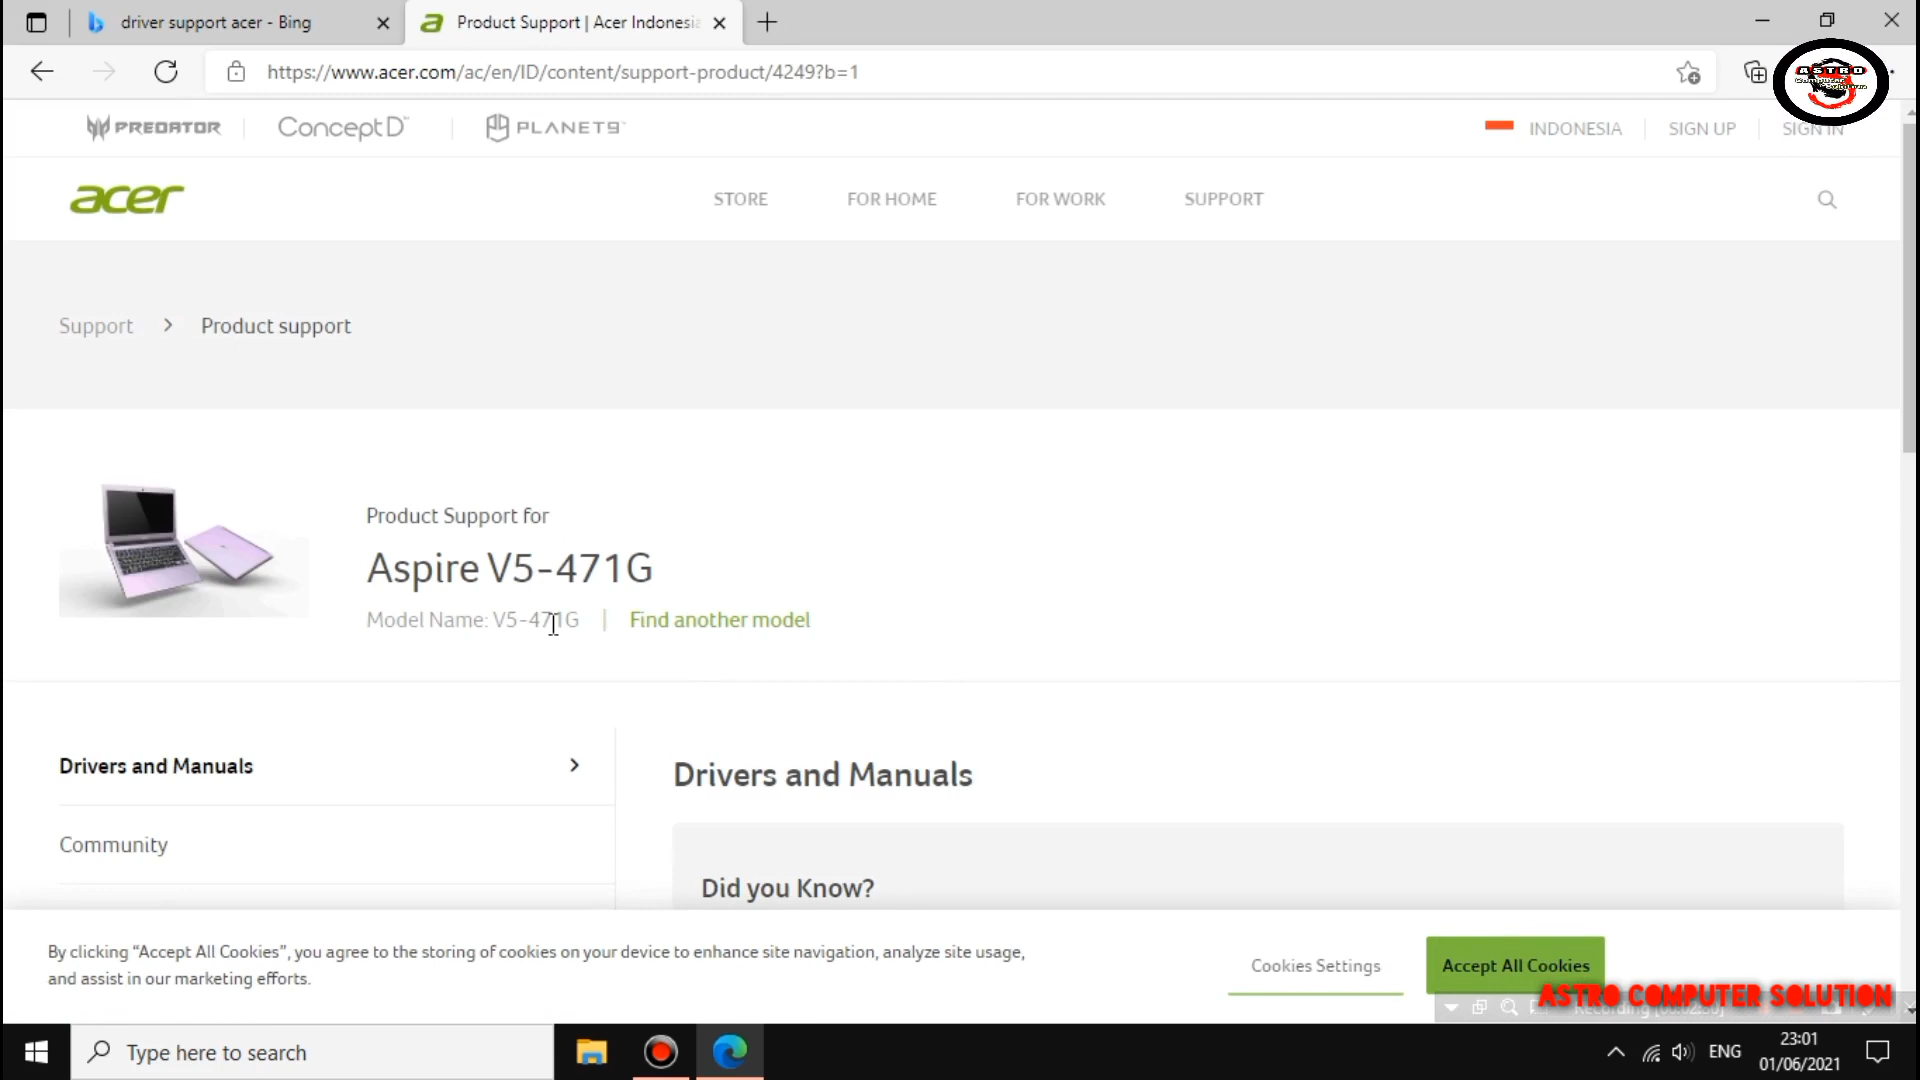 driver support acer - Bing
Product Support | Acer Indonesia
https://www.acer.com/ac/en/ID/content/support-product/4249?b=1
ASTRO
PREDATOR
ConceptD™
PLANET9™
INDONESIA
SIGN UP
SIGN IN
acer
STORE
FOR HOME
FOR WORK
SUPPORT
Support
Product support
Product Support for
Aspire V5-471G
Model Name: V5-471G
Find another model
Drivers and Manuals
Community
Drivers and Manuals
Did you Know?
By clicking “Accept All Cookies”, you agree to the storing of cookies on your device to enhance site navigation, analyze site usage,
and assist in our marketing efforts.
Cookies Settings
Accept All Cookies
ASTRO COMPUTER SOLUTION
Type here to search
ENG
23:01
01/06/2021